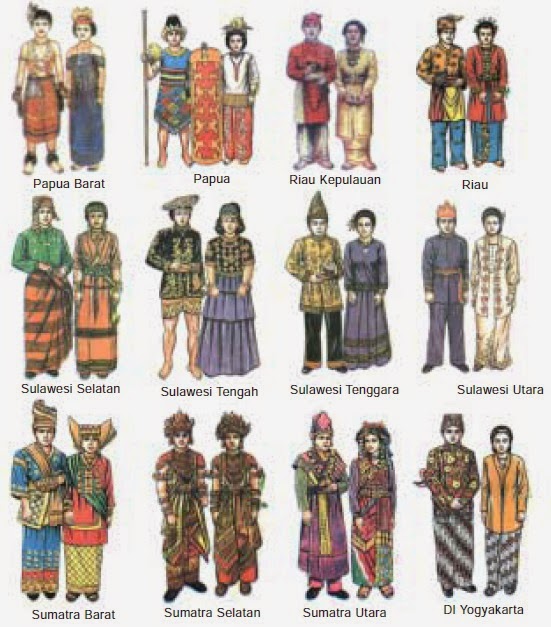 Papua Barat
Papua
Riau Kepulauan
Riau
Sulawesi Selatan
Sulawesi Tengah
Sulawesi Tenggara
Sulawesi Utara
Sumatra Barat
Sumatra Selatan
Sumatra Utara
DI Yogyakarta